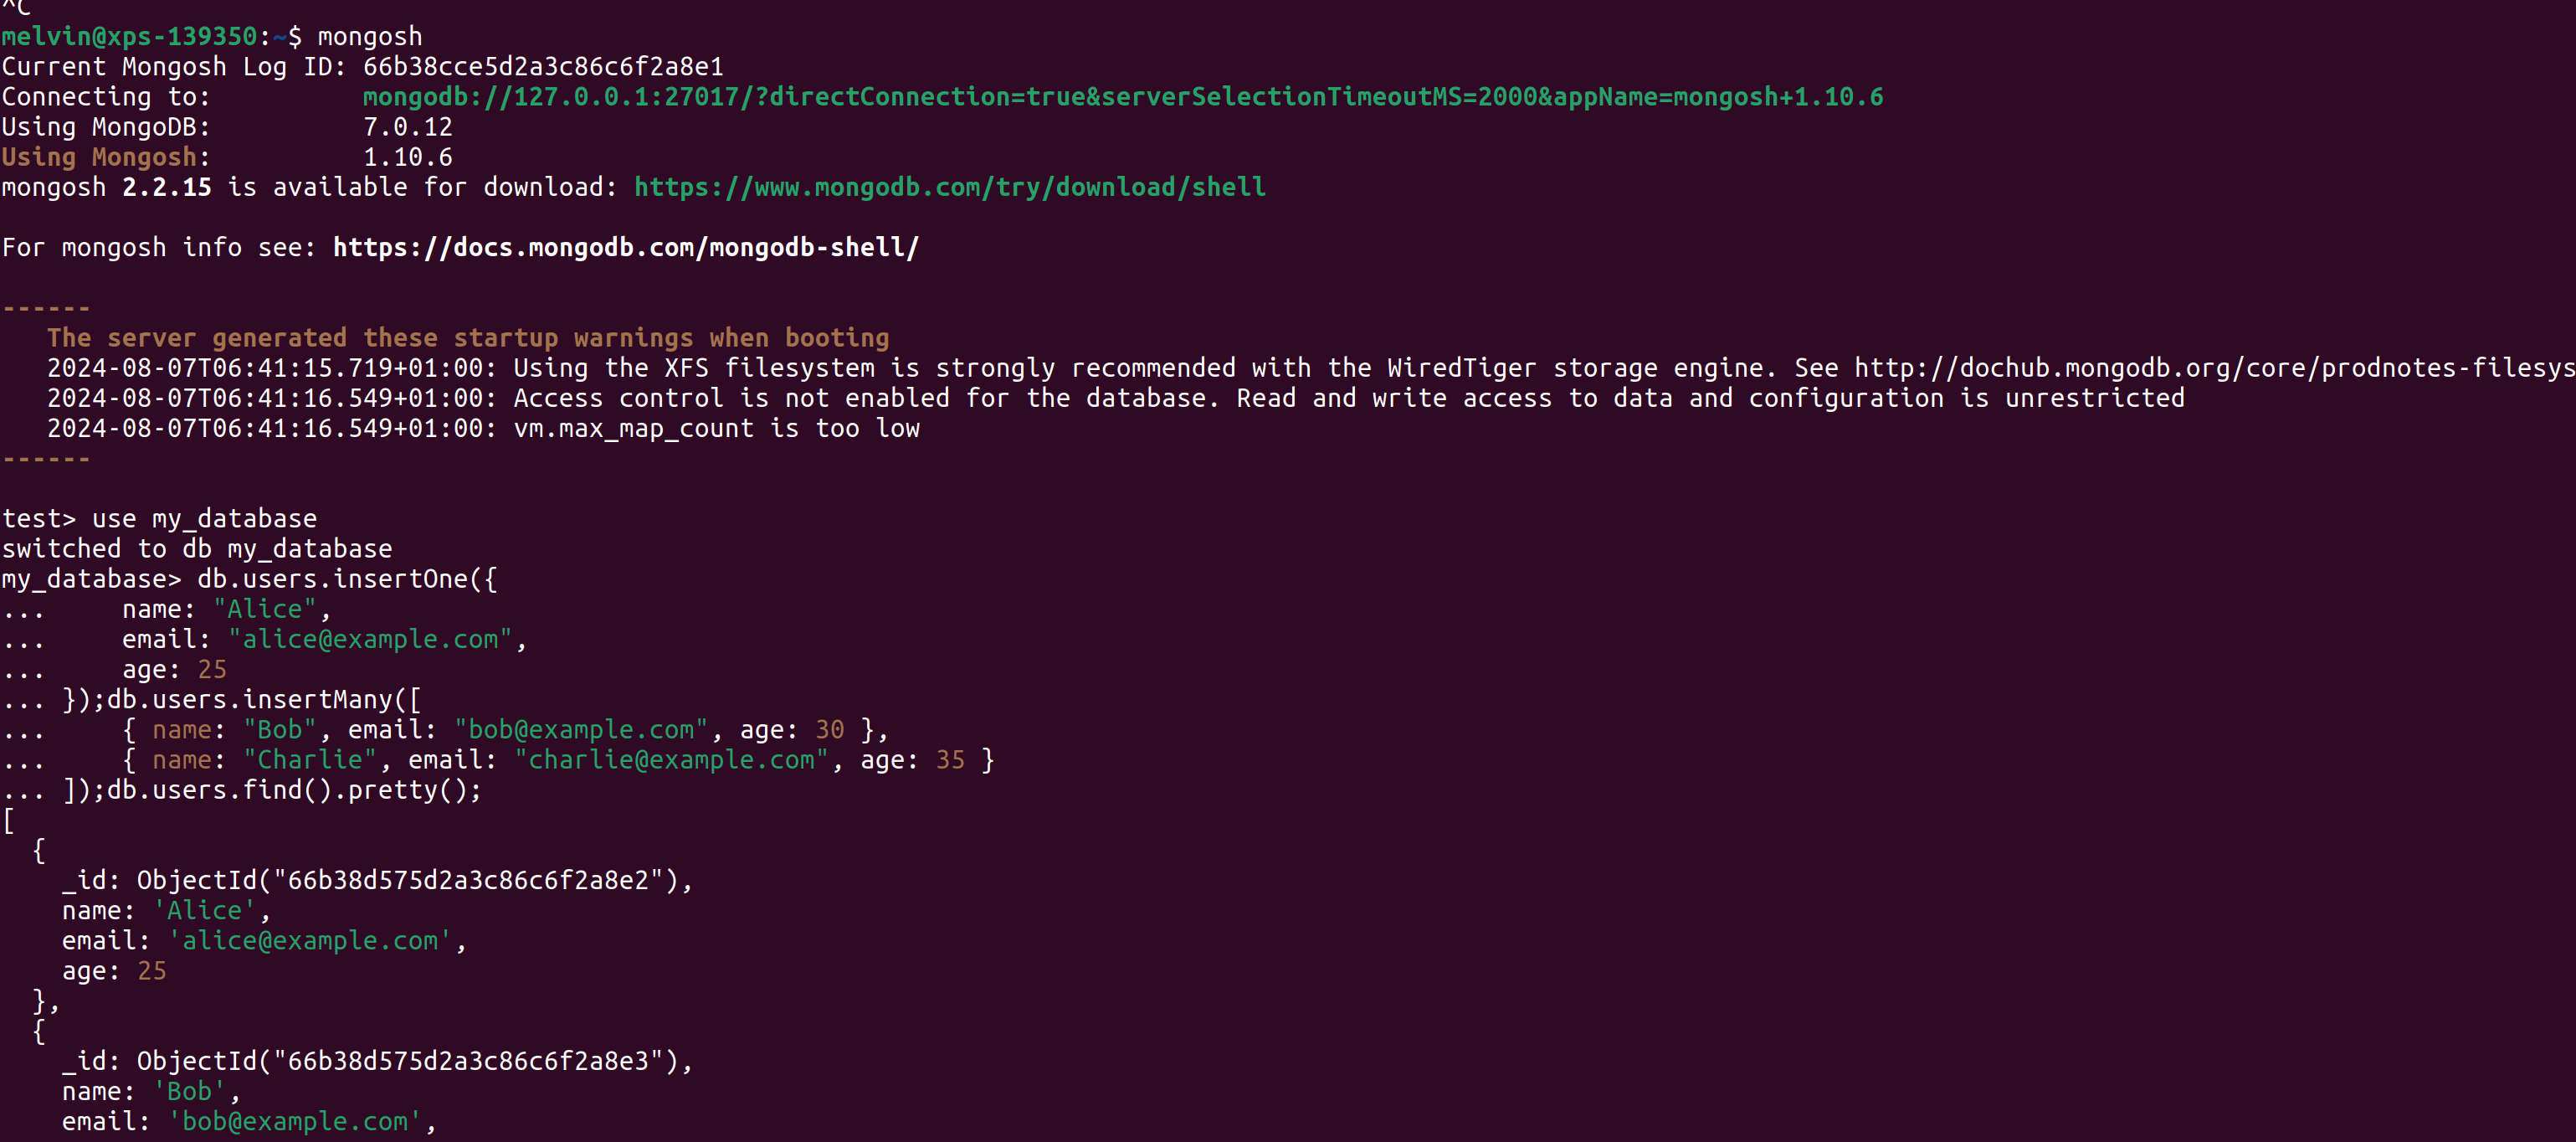 ^C
melvin@xps-139350:~$ mongosh
Current Mongosh Log ID: 66b38cce5d2a3c86c6f2a8e1
Connecting to:          mongodb://127.0.0.1:27017/?directConnection=true&serverSelectionTimeoutMS=2000&appName=mongosh+1.10.6
Using MongoDB:          7.0.12
Using Mongosh:          1.10.6
mongosh 2.2.15 is available for download: https://www.mongodb.com/try/download/shell

For mongosh info see: https://docs.mongodb.com/mongodb-shell/

------
   The server generated these startup warnings when booting
   2024-08-07T06:41:15.719+01:00: Using the XFS filesystem is strongly recommended with the WiredTiger storage engine. See http://dochub.mongodb.org/core/prodnotes-filesys
   2024-08-07T06:41:16.549+01:00: Access control is not enabled for the database. Read and write access to data and configuration is unrestricted
   2024-08-07T06:41:16.549+01:00: vm.max_map_count is too low
------

test> use my_database
switched to db my_database
my_database> db.users.insertOne({
...     name: "Alice",
...     email: "alice@example.com",
...     age: 25
... });db.users.insertMany([
...     { name: "Bob", email: "bob@example.com", age: 30 },
...     { name: "Charlie", email: "charlie@example.com", age: 35 }
... ]);db.users.find().pretty();
[
  {
    _id: ObjectId("66b38d575d2a3c86c6f2a8e2"),
    name: 'Alice',
    email: 'alice@example.com',
    age: 25
  },
  {
    _id: ObjectId("66b38d575d2a3c86c6f2a8e3"),
    name: 'Bob',
    email: 'bob@example.com',